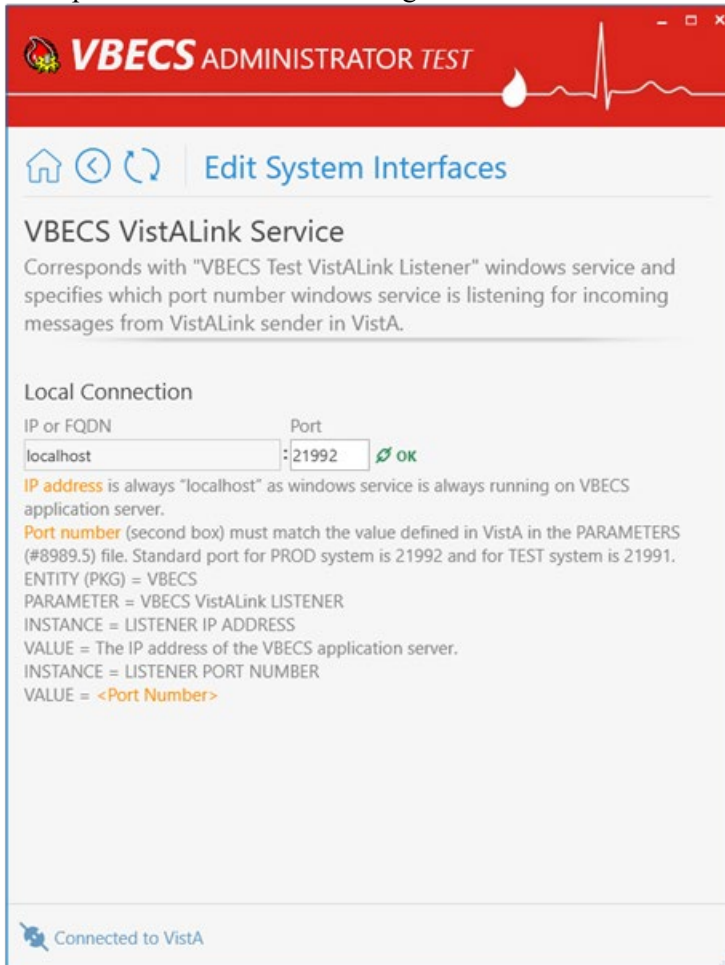 VBECS ADMINISTRATOR TEST
Edit System Interfaces
VBECS VistALink Service
Corresponds with "VBECS Test VistALink Listener" windows service and
specifies which port number windows service is listening for incoming
messages from VistALink sender in VistA.
Local Connection
IP or FQDN Port
localhost : 21992 OK
IP address is always "localhost" as windows service is always running on VBECS
application server.
Port number (second box) must match the value defined in VistA in the PARAMETERS
(#8989.5) file. Standard port for PROD system is 21992 and for TEST system is 21991.
ENTITY (PKG) = VBECS
PARAMETER = VBECS VistALink LISTENER
INSTANCE = LISTENER IP ADDRESS
VALUE = The IP address of the VBECS application server.
INSTANCE = LISTENER PORT NUMBER
VALUE = <Port Number>
Connected to VistA